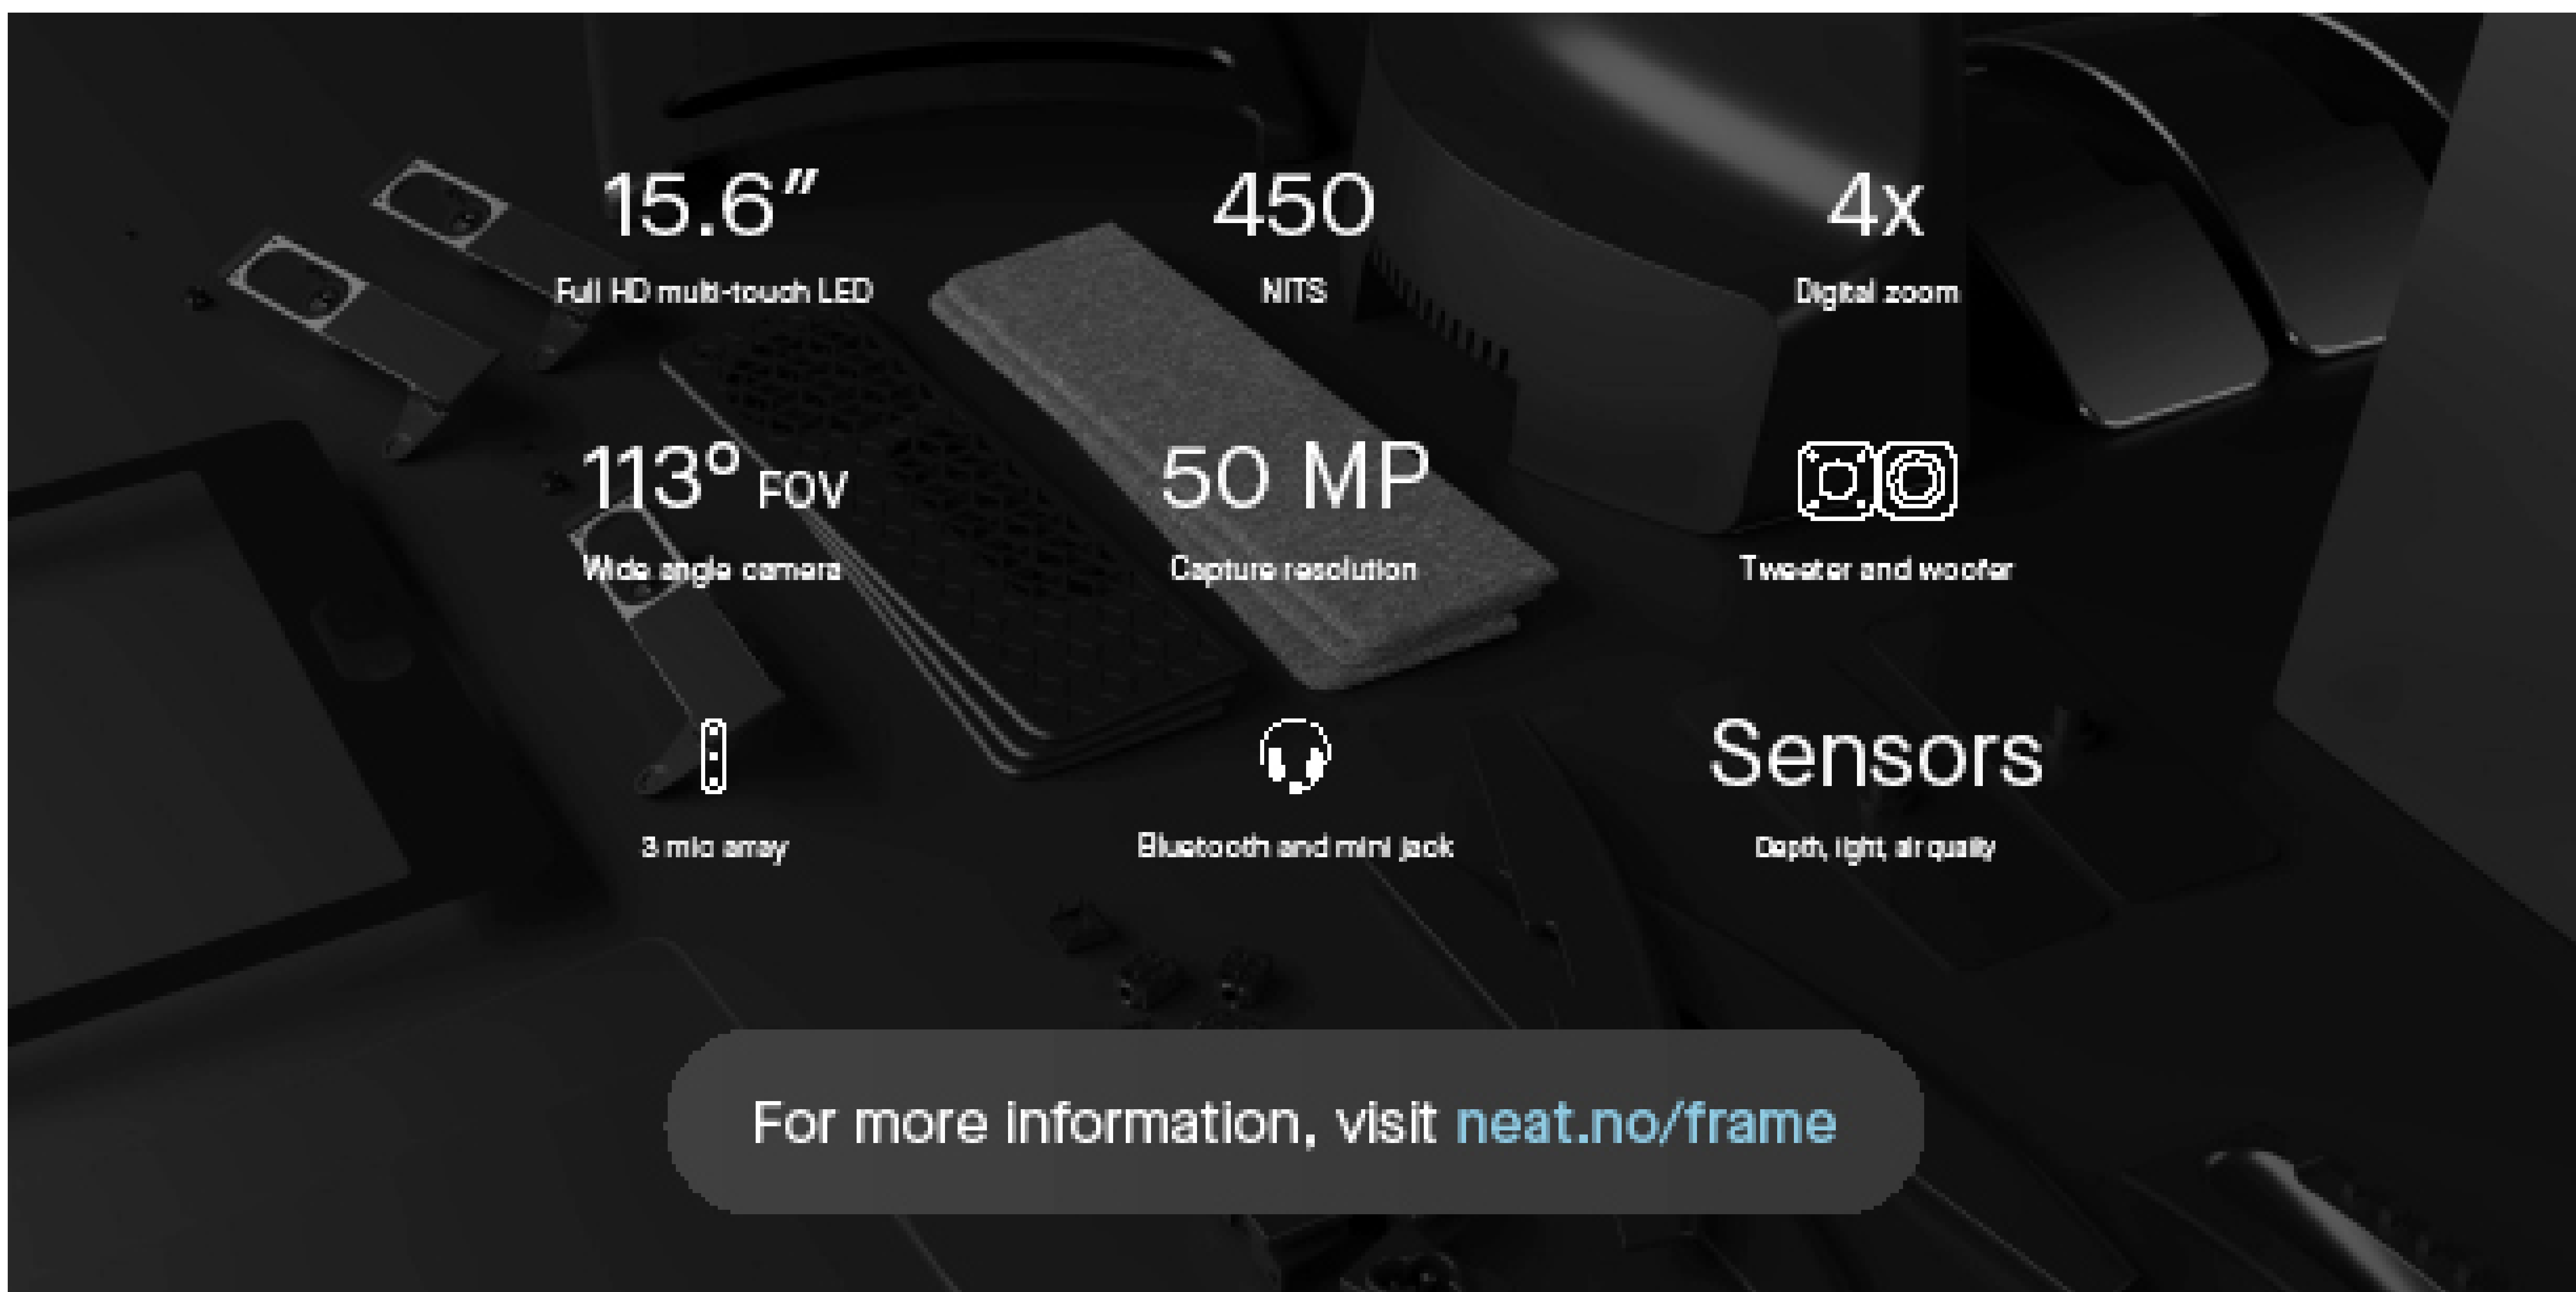 15.6″ 450 4x
Full HD multi-touch LED NITS Digital zoom
113° FOV 50 MP
Wide angle camera Capture resolution Tweeter and woofer
Sensors
3 mic array Bluetooth and mini jack Depth, light, air quality
For more information, visit neat.no/frame